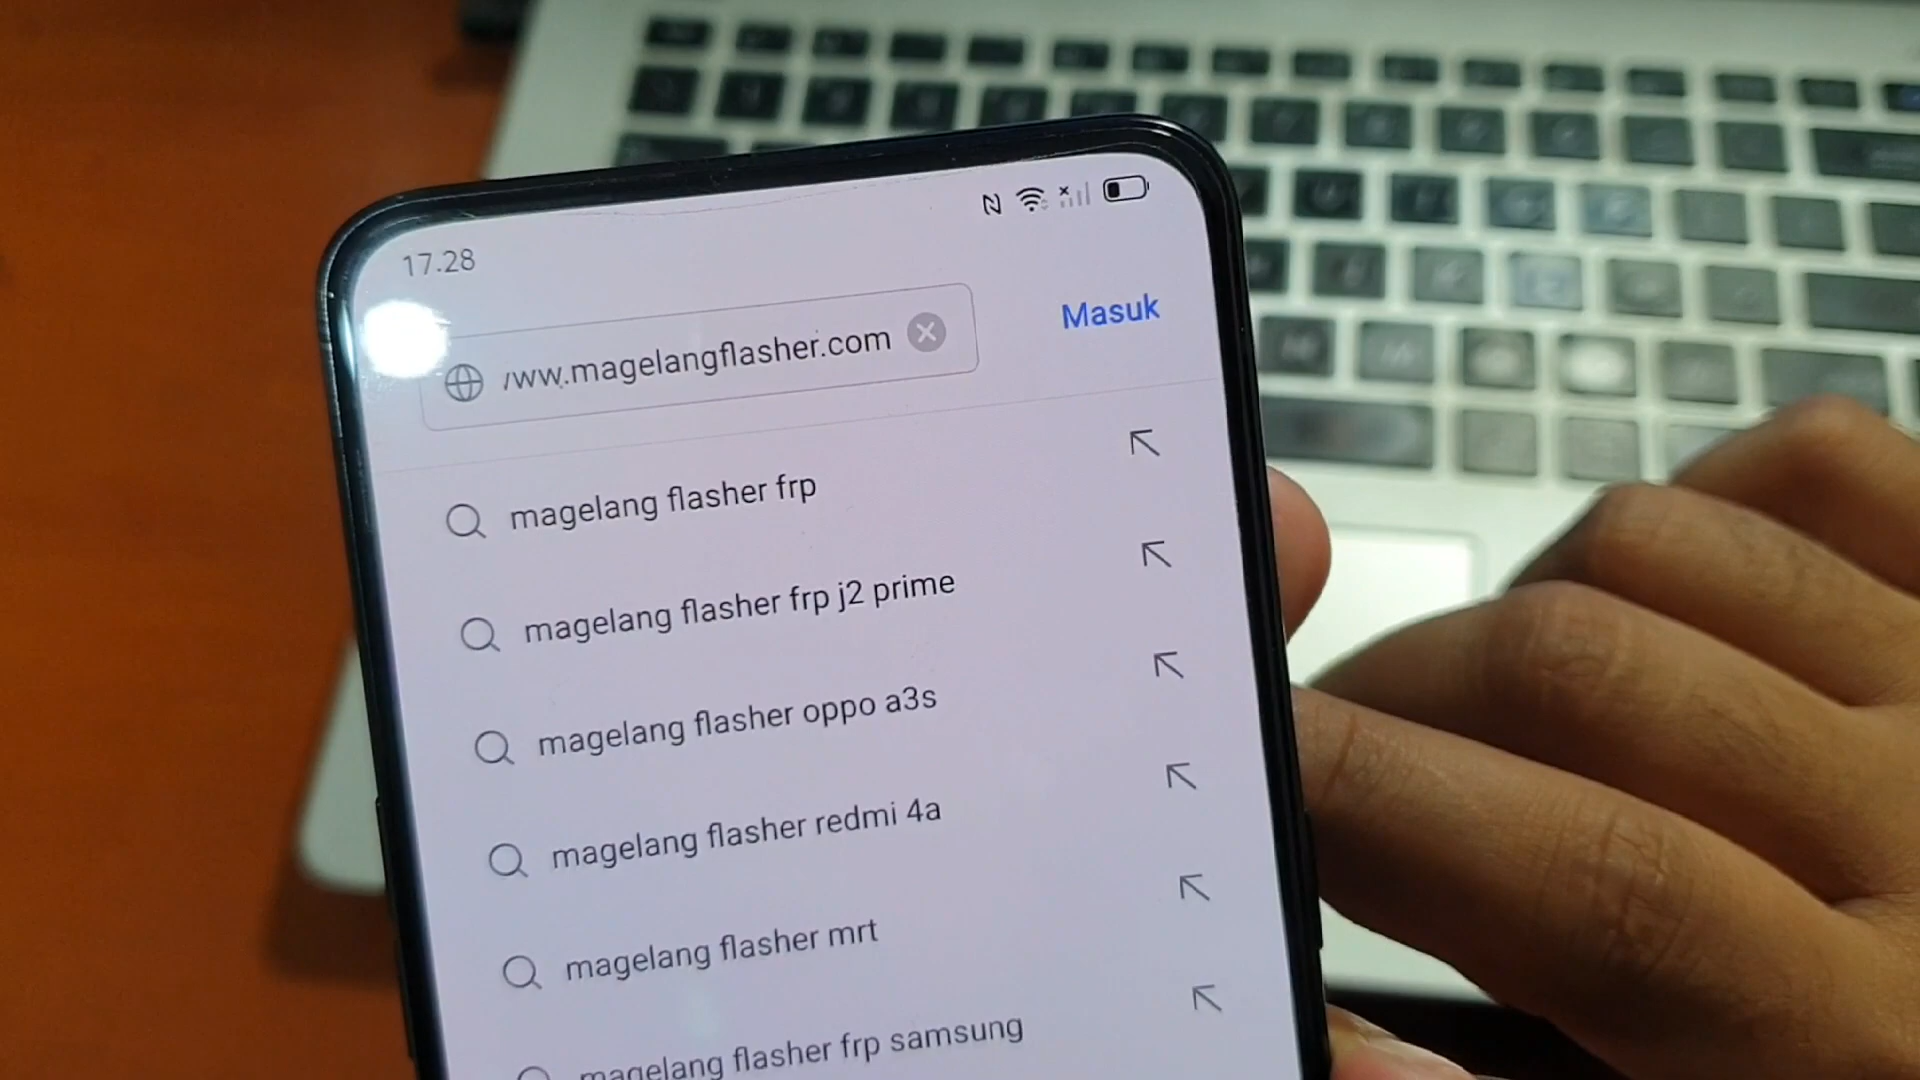 17.28
/ww.magelangflasher.com
Masuk
magelang flasher frp
magelang flasher frp j2 prime
magelang flasher oppo a3s
magelang flasher redmi 4a
magelang flasher mrt
magelang flasher frp samsung